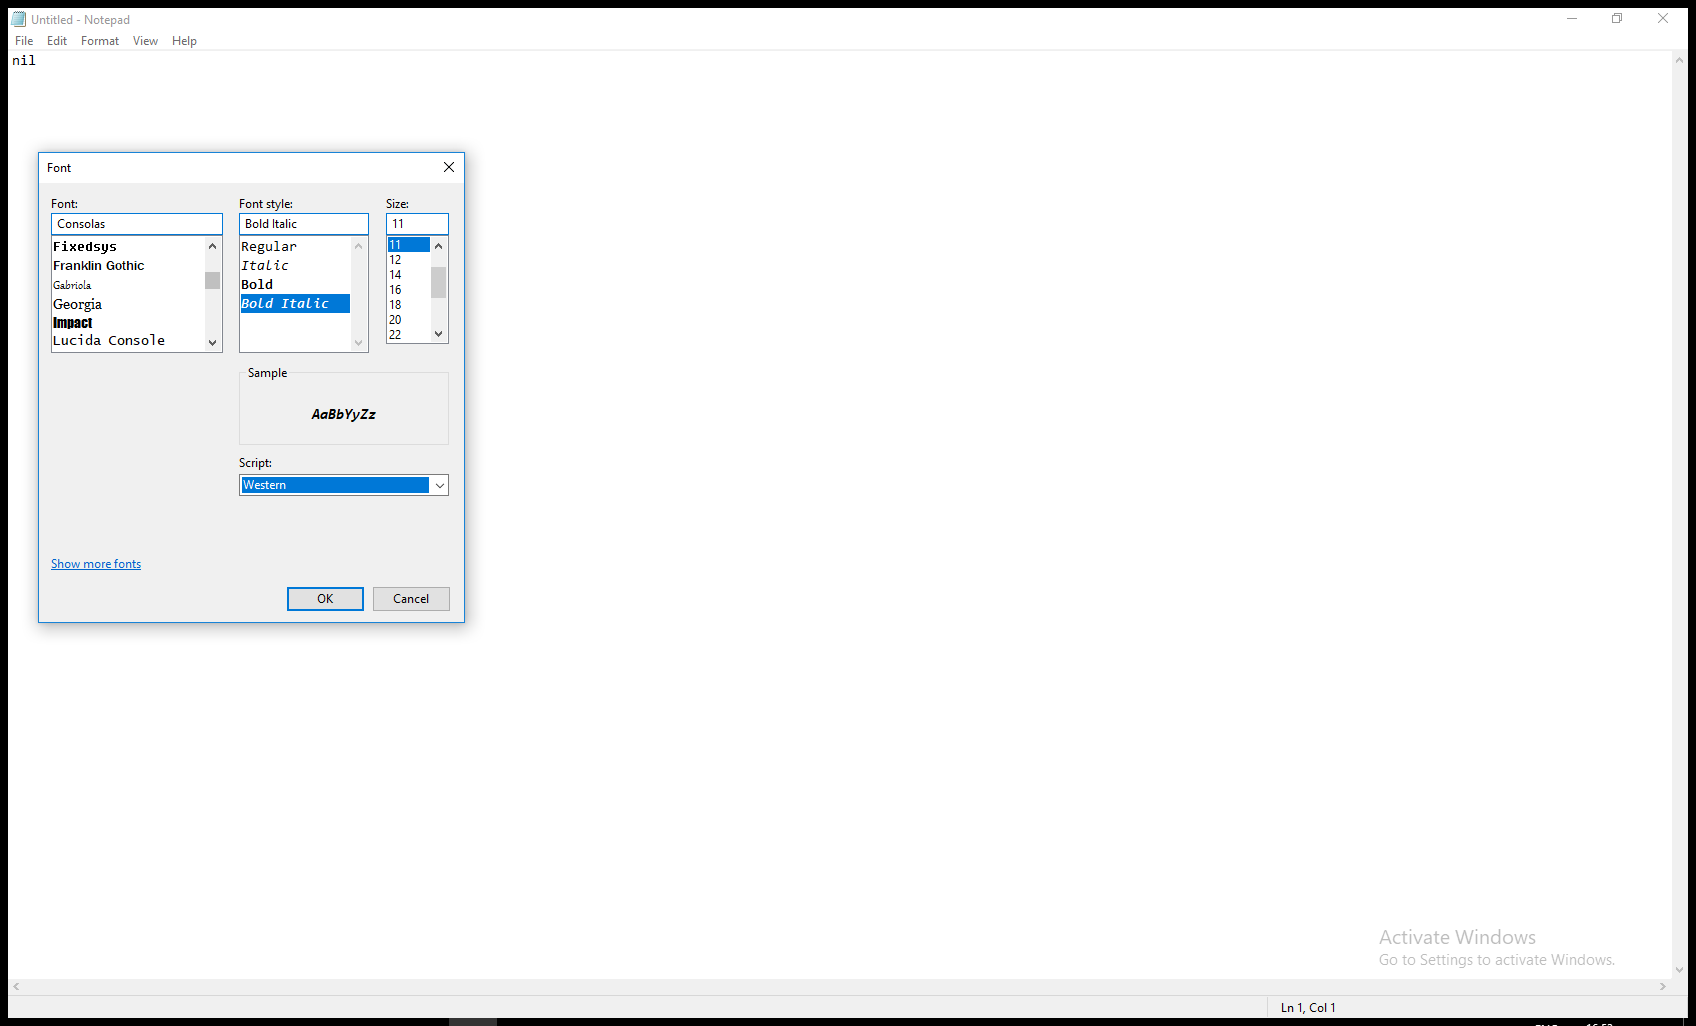 Untitled - Notepad
File Edit Format View Help
nil
Font
Font: Font style: Size:
Consolas Bold Italic 11
Fixedsys
Franklin Gothic
Gabriola
Georgia
Impact
Lucida Console
Regular
Italic
Bold
Bold Italic
11
12
14
16
18
20
22
Sample
AaBbYyZz
Script:
Western
Show more fonts
OK Cancel
Activate Windows
Go to Settings to activate Windows.
Ln 1, Col 1